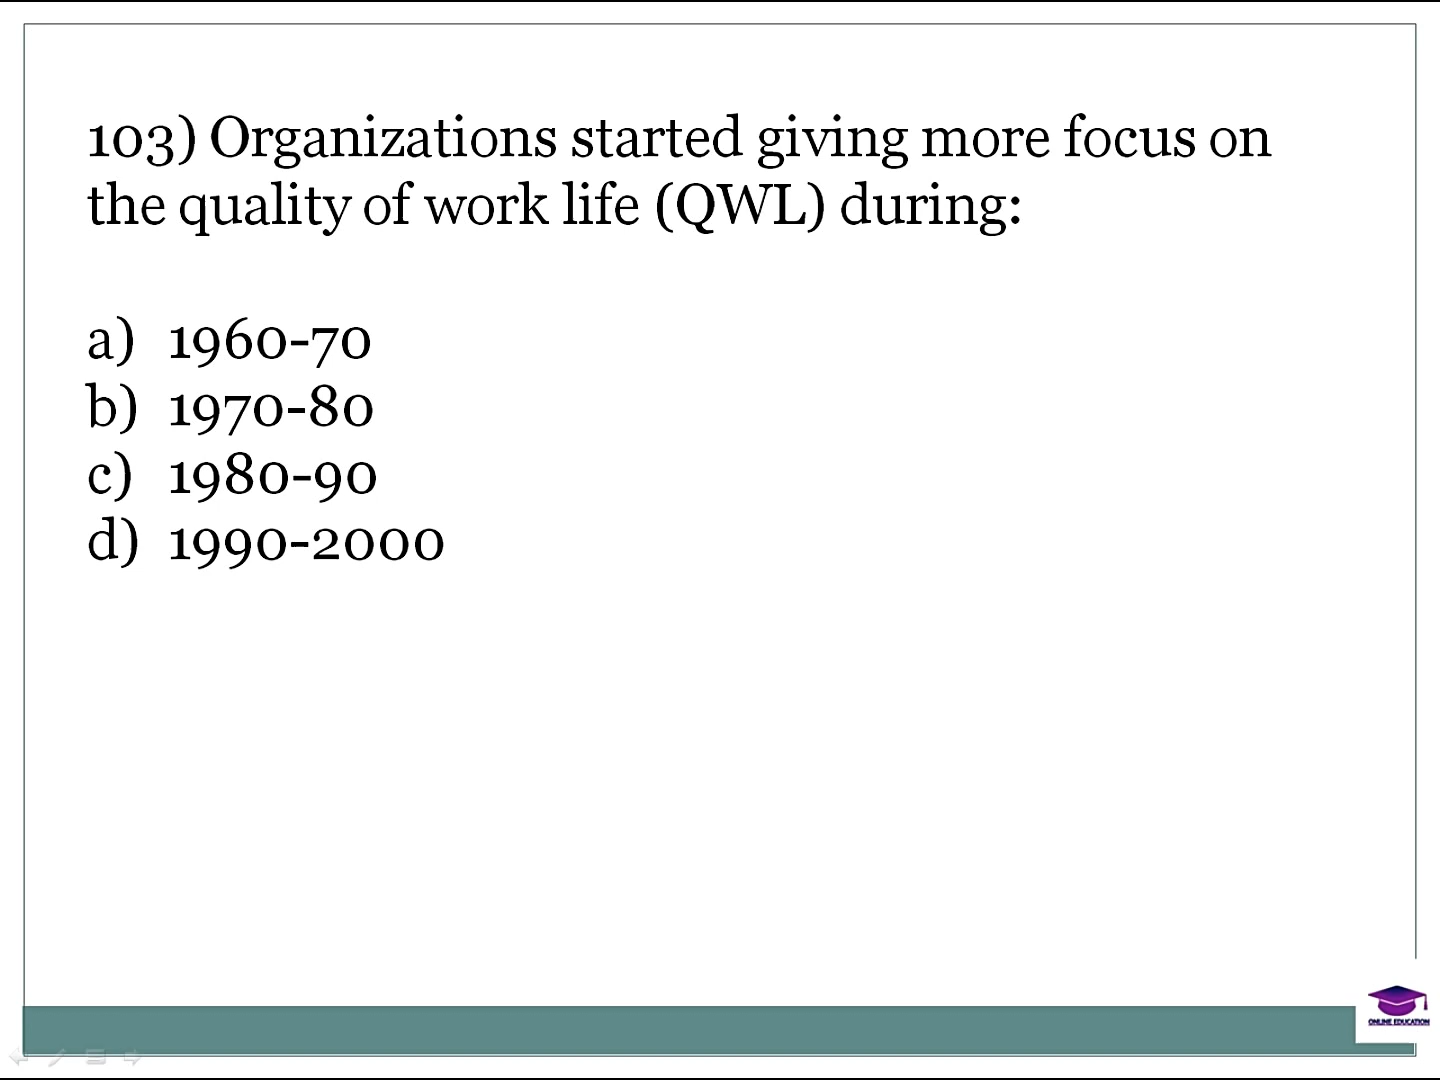 103) Organizations started giving more focus on
the quality of work life (QWL) during:
a) 1960-70
b) 1970-80
c) 1980-90
d) 1990-2000
ONLINE EDUCATION